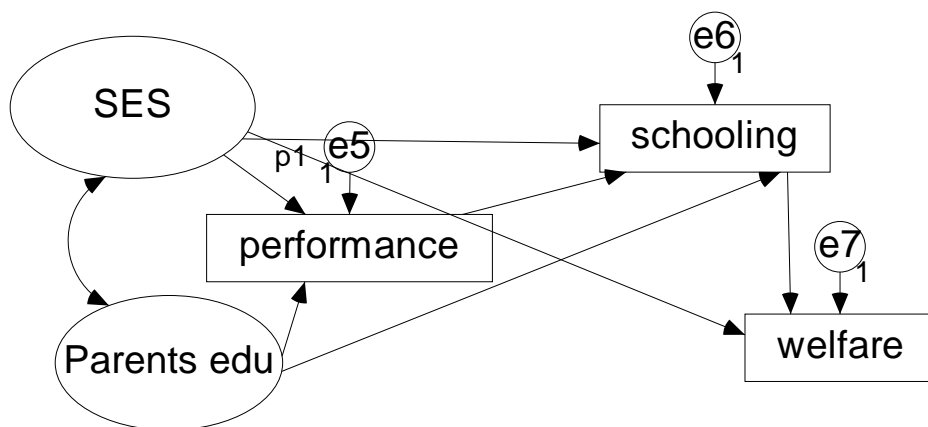 e6
1
SES
schooling
p1
e5
1
performance
e7
1
Parents edu
welfare